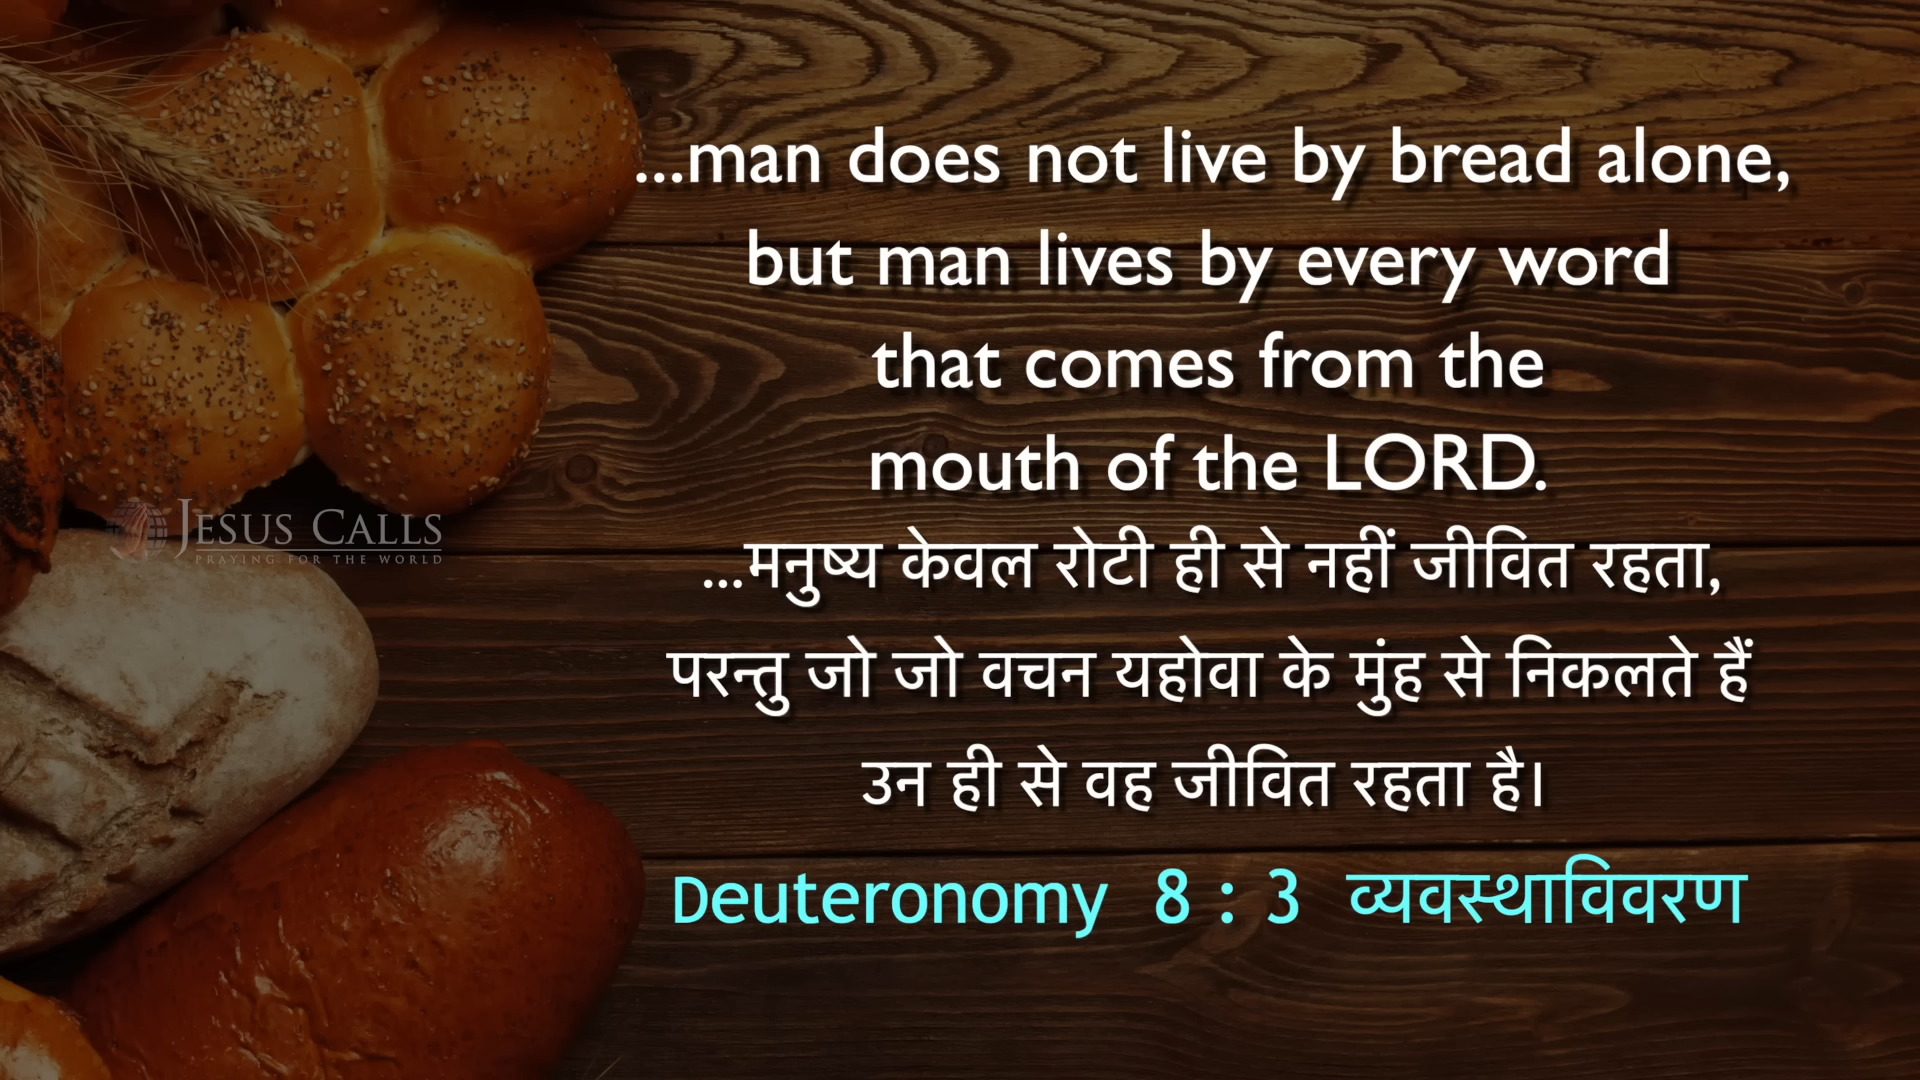 ...man does not live by bread alone,
but man lives by every word
that comes from the
mouth of the LORD.
...मनुष्य केवल रोटी ही से नहीं जीवित रहता,
परन्तु जो जो वचन यहोवा के मुंह से निकलते हैं
उन ही से वह जीवित रहता है।
Deuteronomy 8 : 3 व्यवस्थाविवरण
JESUS CALLS
PRAYING FOR THE WORLD